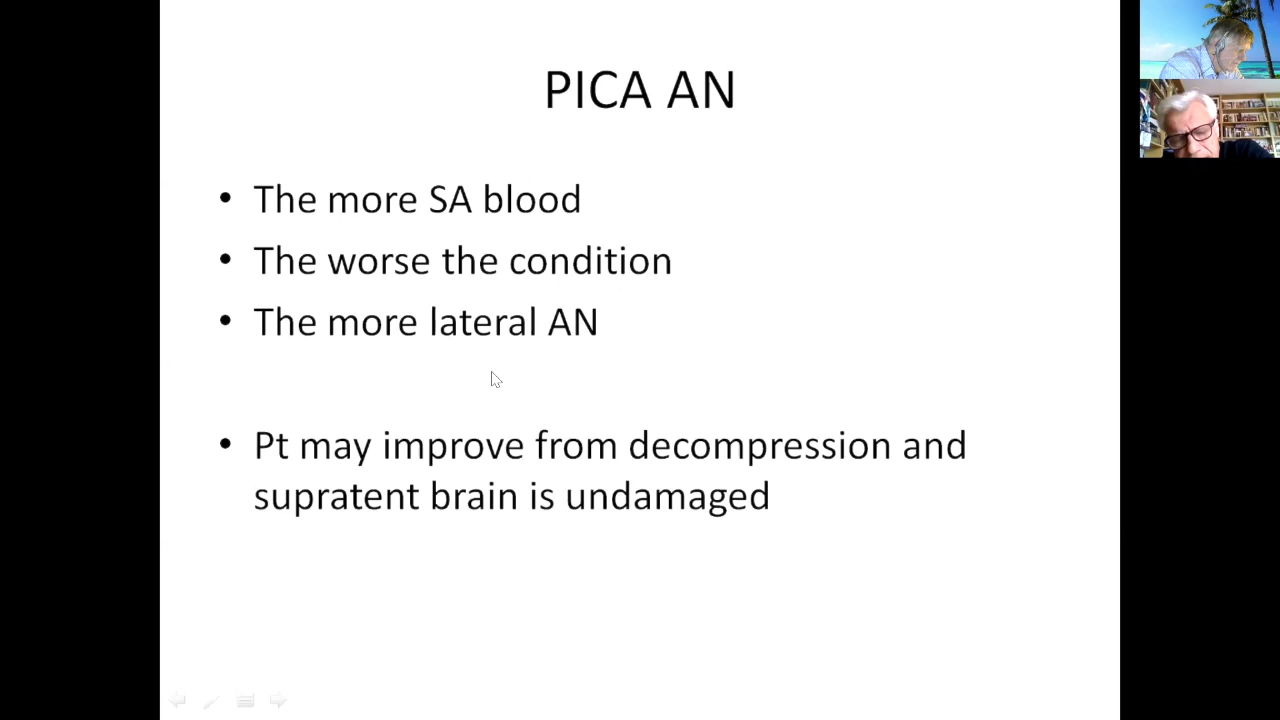 PICA AN
• The more SA blood
• The worse the condition
• The more lateral AN
• Pt may improve from decompression and
supratent brain is undamaged